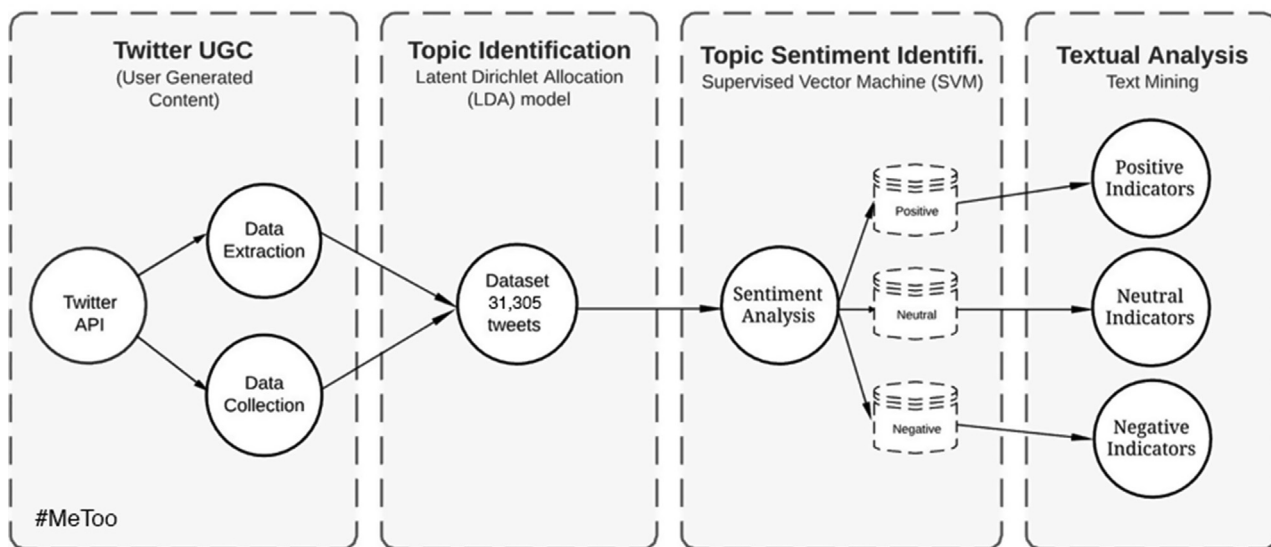 Twitter UGC
(User Generated
Content)
Twitter
API
Data
Extraction
Data
Collection
#MeToo
Topic Identification
Latent Dirichlet Allocation
(LDA) model
Dataset
31,305
tweets
Topic Sentiment Identifi.
Supervised Vector Machine (SVM)
Sentiment
Analysis
Positive
Neutral
Negative
Textual Analysis
Text Mining
Positive
Indicators
Neutral
Indicators
Negative
Indicators